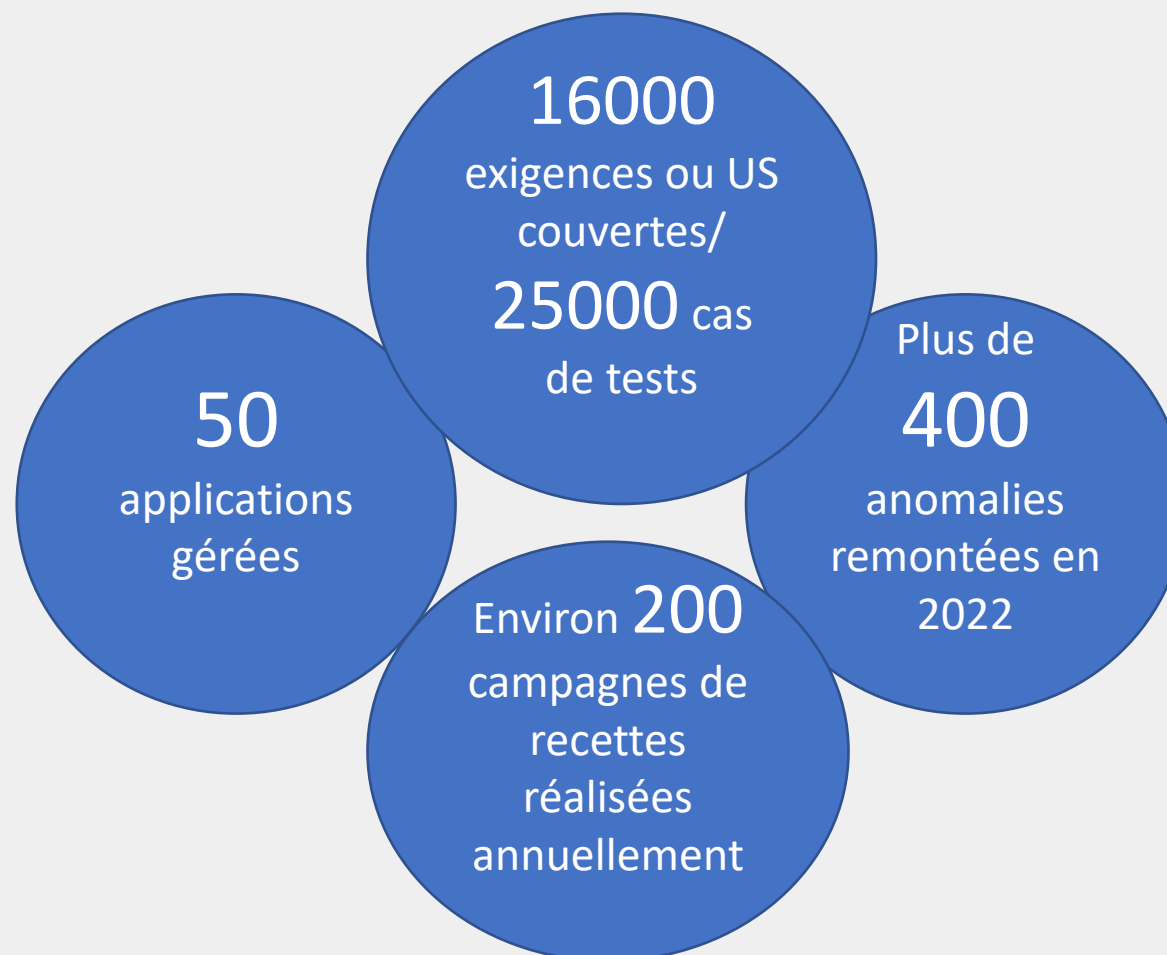 16000
exigences ou US
couvertes/
25000 cas
de tests
50
applications
gérées
Plus de
400
anomalies
remontées en
2022
Environ 200
campagnes de
recettes
réalisées
annuellement